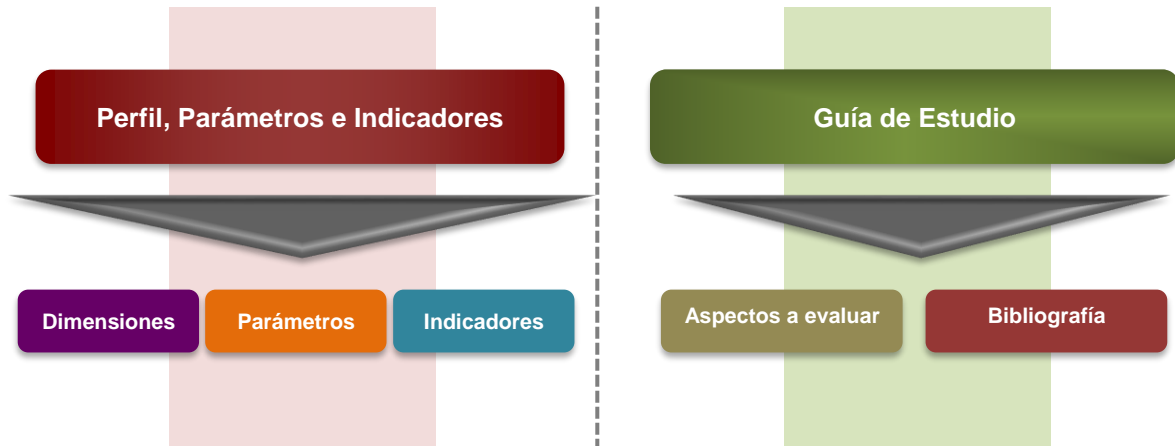 Perfil, Parámetros e Indicadores
Guía de Estudio
Dimensiones
Parámetros
Indicadores
Aspectos a evaluar
Bibliografía